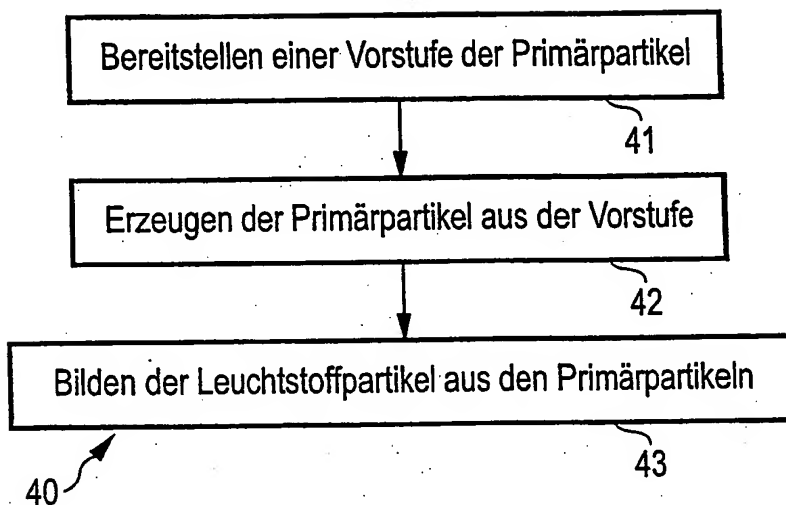 Bereitstellen einer Vorstufe der Primärpartikel
41
Erzeugen der Primärpartikel aus der Vorstufe
42
Bilden der Leuchtstoffpartikel aus den Primärpartikeln
43
40